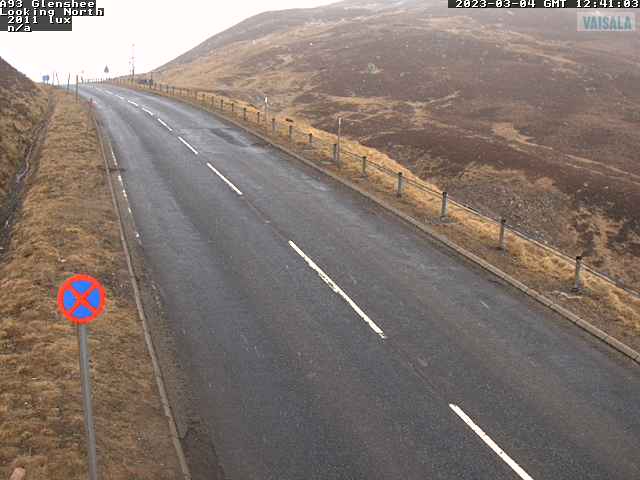 A93 Glenshee
Looking North
2011 lux
n/a
2023-03-04 GMT 12:41:03
VAISALA